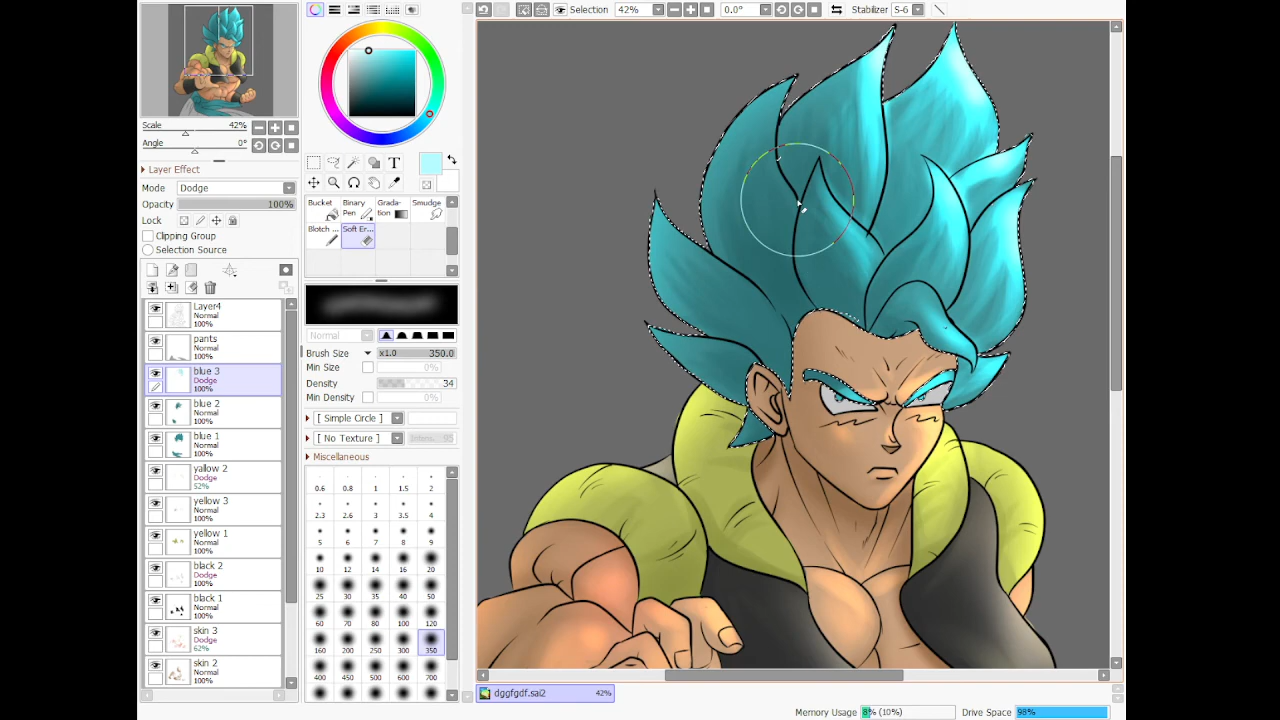 Selection 42% 0.0° Stabilizer S-6
Scale 42%
Angle 0°
Layer Effect
Mode Dodge
Opacity 100%
Lock
Clipping Group
Selection Source
Layer4
Normal
100%
pants
Normal
100%
blue 3
Dodge
100%
blue 2
Normal
100%
blue 1
Normal
100%
yallow 2
Dodge
52%
yellow 3
Normal
100%
yellow 1
Normal
100%
black 2
Dodge
100%
black 1
Normal
100%
skin 3
Dodge
62%
skin 2
Normal
100%
T
Bucket Binary Pen Grada-tion Smudge
Blotch ... Soft Er...
Normal
Brush Size x1.0 350.0
Min Size 0%
Density 34
Min Density 0%
[ Simple Circle ]
[ No Texture ] 95
Miscellaneous
0.6 0.8 1 1.5 2
2.3 2.6 3 3.5 4
5 6 7 8 9
10 12 14 16 20
25 30 35 40 50
60 70 80 100 120
160 200 250 300 350
400 450 500 600 700
dggfgdf.sai2 42%
Memory Usage 8% (10%) Drive Space 98%